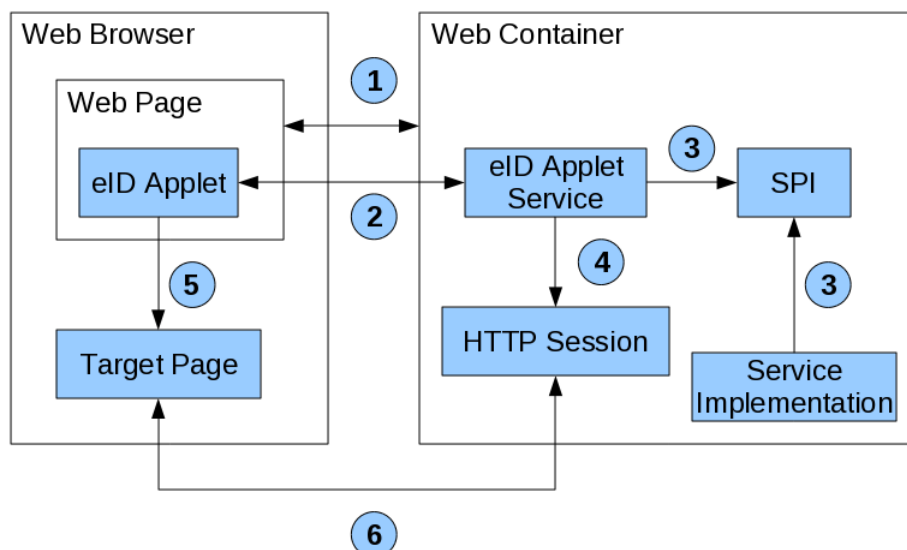 Web Browser
Web Container
1
Web Page
3
eID Applet
eID Applet
Service
SPI
2
4
5
3
HTTP Session
Target Page
Service
Implementation
6